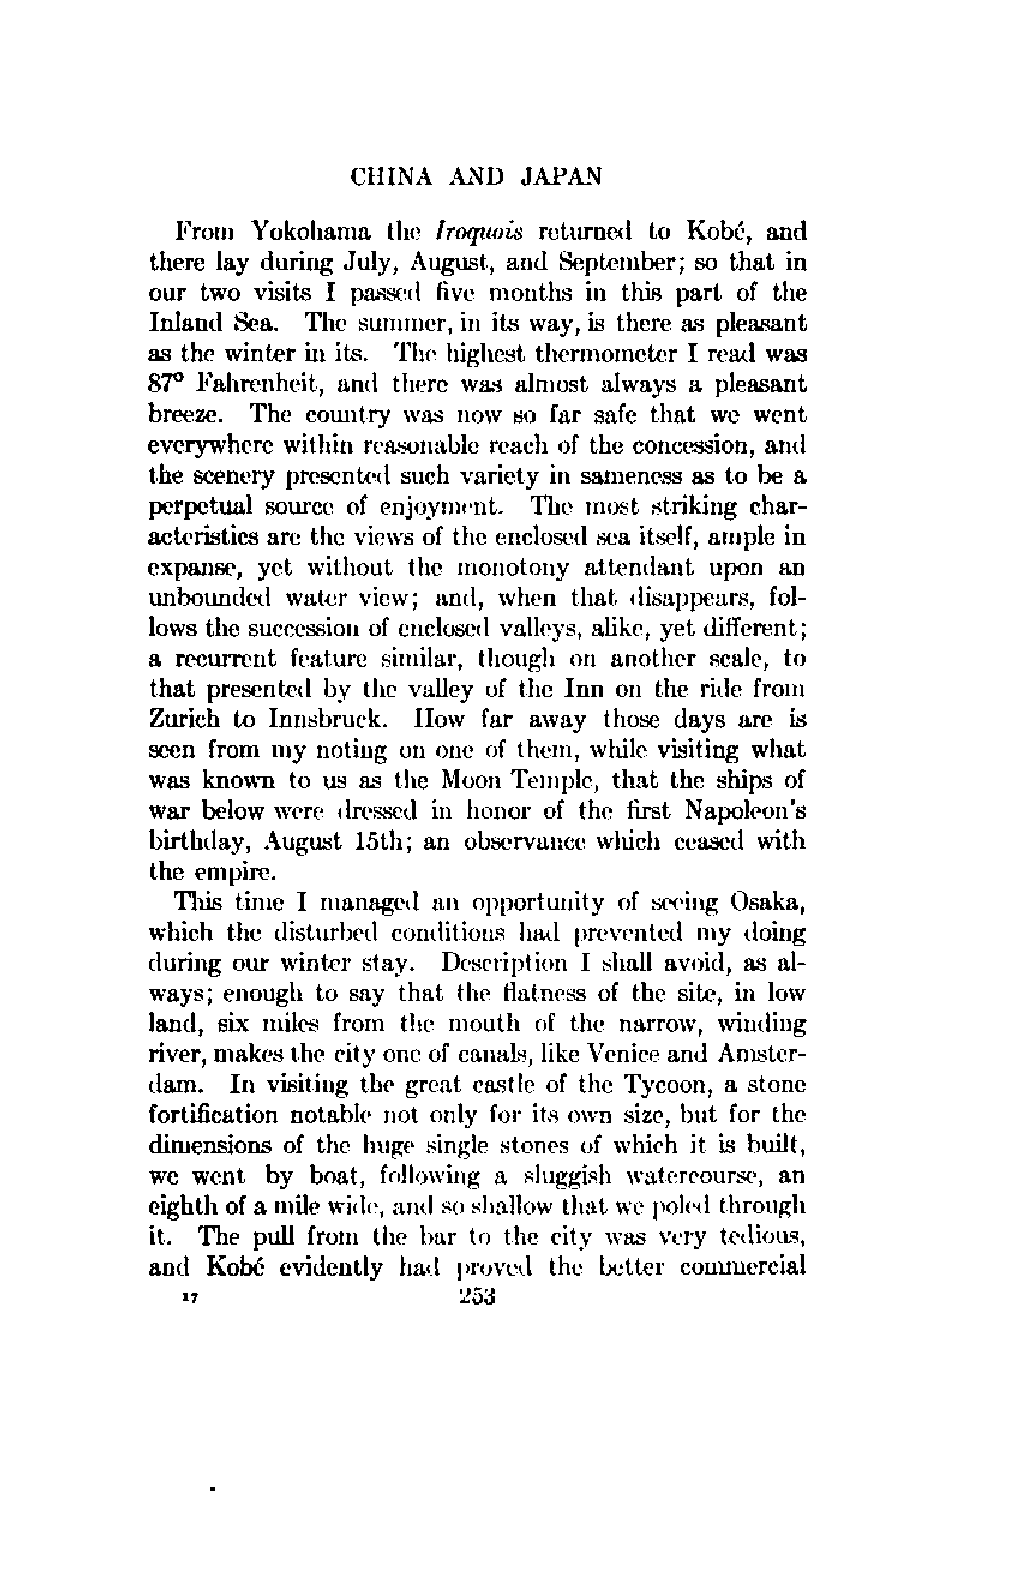 CHINA AND JAPAN
From Yokohama the Iroquois returned to Kobé, and
there lay during July, August, and September; so that in
our two visits I passed five months in this part of the
Inland Sea. The summer, in its way, is there as pleasant
as the winter in its. The highest thermometer I read was
87° Fahrenheit, and there was almost always a pleasant
breeze. The country was now so far safe that we went
everywhere within reasonable reach of the concession, and
the scenery presented such variety in sameness as to be a
perpetual source of enjoyment. The most striking char-
acteristics are the views of the enclosed sea itself, ample in
expanse, yet without the monotony attendant upon an
unbounded water view; and, when that disappears, fol-
lows the succession of enclosed valleys, alike, yet different;
a recurrent feature similar, though on another scale, to
that presented by the valley of the Inn on the ride from
Zurich to Innsbruck. How far away those days are is
seen from my noting on one of them, while visiting what
was known to us as the Moon Temple, that the ships of
war below were dressed in honor of the first Napoleon's
birthday, August 15th; an observance which ceased with
the empire.
This time I managed an opportunity of seeing Osaka,
which the disturbed conditions had prevented my doing
during our winter stay. Description I shall avoid, as al-
ways; enough to say that the flatness of the site, in low
land, six miles from the mouth of the narrow, winding
river, makes the city one of canals, like Venice and Amster-
dam. In visiting the great castle of the Tycoon, a stone
fortification notable not only for its own size, but for the
dimensions of the huge single stones of which it is built,
we went by boat, following a sluggish watercourse, an
eighth of a mile wide, and so shallow that we poled through
it. The pull from the bar to the city was very tedious,
and Kobé evidently had proved the better commercial
17 253